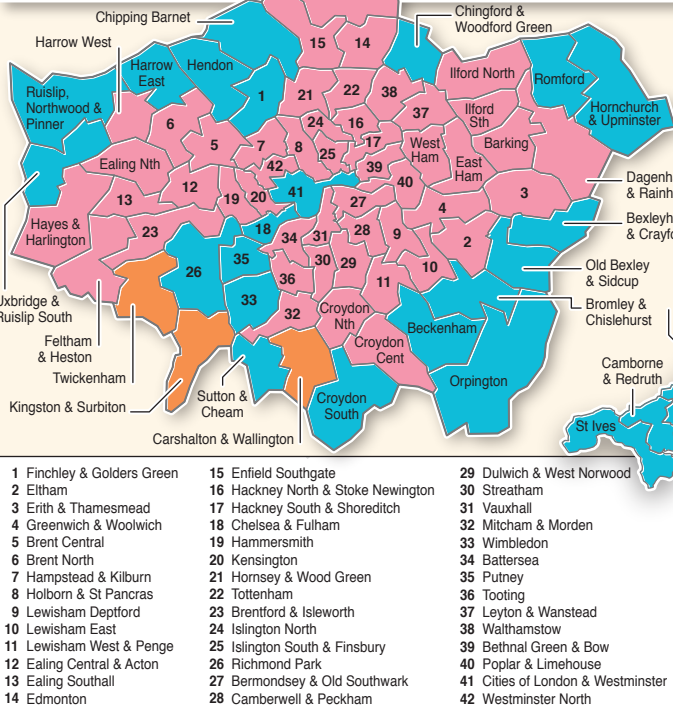 Chipping Barnet
Chingford &
Woodford Green
Harrow West
15
14
Harrow
East
Hendon
Ilford North
Romford
Ruislip,
Northwood &
Pinner
1
21
22
38
Hornchurch
& Upminster
Ilford
Sth
37
6
24
16
5
7
8
25
17
West
Ham
Barking
Ealing Nth
42
39
East
Ham
12
41
40
Dagenh
& Rainh
13
19
20
27
4
3
Hayes &
Harlington
23
18
34
31
28
9
2
Bexleyh
& Crayfo
26
35
30
29
10
Old Bexley
& Sidcup
33
36
11
Uxbridge &
Ruislip South
32
Croydon
Nth
Beckenham
Bromley &
Chislehurst
Feltham
& Heston
Croydon
Cent
Twickenham
Orpington
Camborne
& Redruth
Kingston & Surbiton
Sutton &
Cheam
Croydon
South
St Ives
Carshalton & Wallington
1 Finchley & Golders Green
2 Eltham
3 Erith & Thamesmead
4 Greenwich & Woolwich
5 Brent Central
6 Brent North
7 Hampstead & Kilburn
8 Holborn & St Pancras
9 Lewisham Deptford
10 Lewisham East
11 Lewisham West & Penge
12 Ealing Central & Acton
13 Ealing Southall
14 Edmonton
15 Enfield Southgate
16 Hackney North & Stoke Newington
17 Hackney South & Shoreditch
18 Chelsea & Fulham
19 Hammersmith
20 Kensington
21 Hornsey & Wood Green
22 Tottenham
23 Brentford & Isleworth
24 Islington North
25 Islington South & Finsbury
26 Richmond Park
27 Bermondsey & Old Southwark
28 Camberwell & Peckham
29 Dulwich & West Norwood
30 Streatham
31 Vauxhall
32 Mitcham & Morden
33 Wimbledon
34 Battersea
35 Putney
36 Tooting
37 Leyton & Wanstead
38 Walthamstow
39 Bethnal Green & Bow
40 Poplar & Limehouse
41 Cities of London & Westminster
42 Westminster North